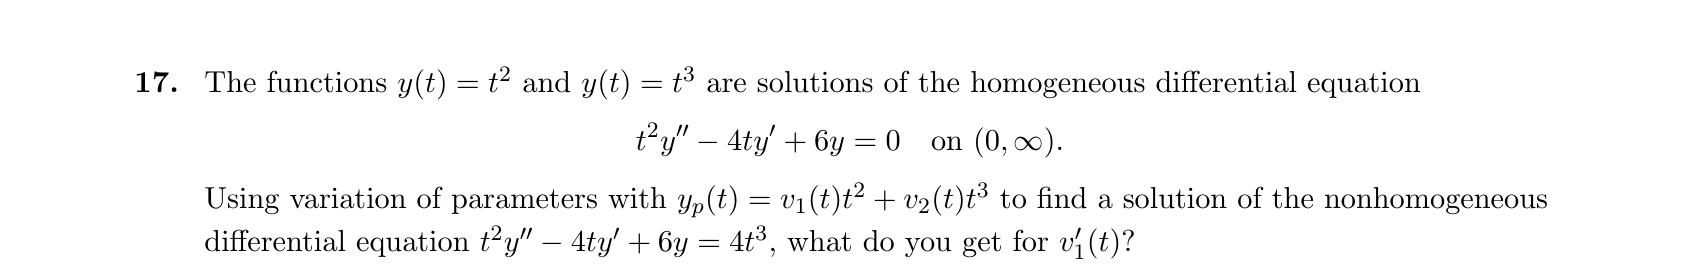 17. The functions y(t) = t² and y(t) = t³ are solutions of the homogeneous differential equation
t²y″ − 4ty′ + 6y = 0 on (0, ∞).
Using variation of parameters with yₚ(t) = v₁(t)t² + v₂(t)t³ to find a solution of the nonhomogeneous
differential equation t²y″ − 4ty′ + 6y = 4t³, what do you get for v₁′(t)?